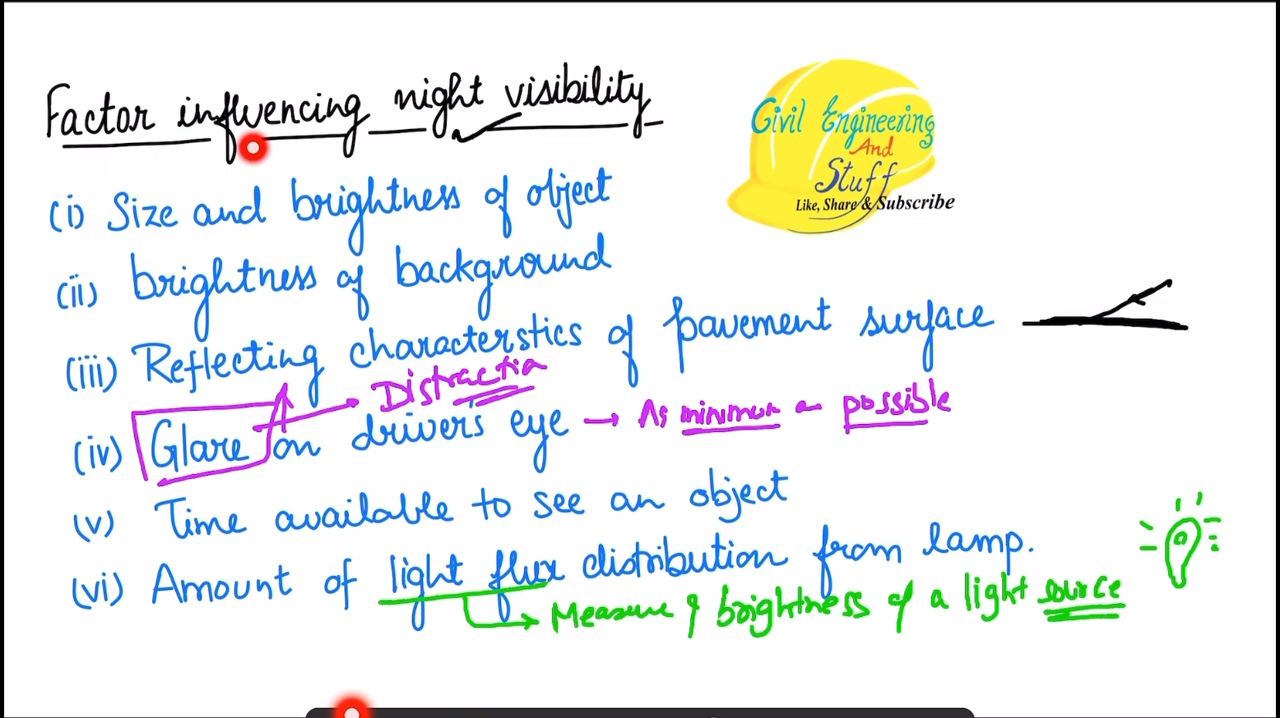 Factor influencing night visibility
Civil Engineering
And
Stuff
Like, Share & Subscribe
(i) Size and brightness of object
(ii) brightness of background
(iii) Reflecting characterstics of pavement surface
→ Distractia
(iv) Glare on drivers eye → As minimum as possible
(v) Time available to see an object
(vi) Amount of light flux distribution from lamp.
→ Measure of brightness of a light source